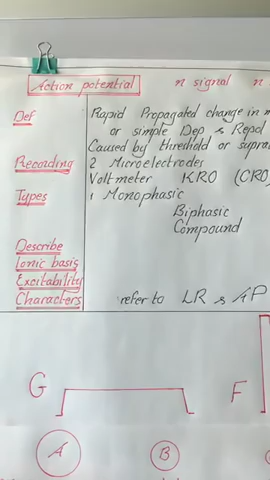 Action potential n signal n
Def Rapid Propagated change in m
or simple Dep & Repol
Caused by threshold or supra
Recording 2 Microelectrodes
Voltmeter KRO (CRO
Types 1 Monophasic
Biphasic
Compound
Describe
Ionic basis
Excitability
Characters refer to LR & AP
G F
A B